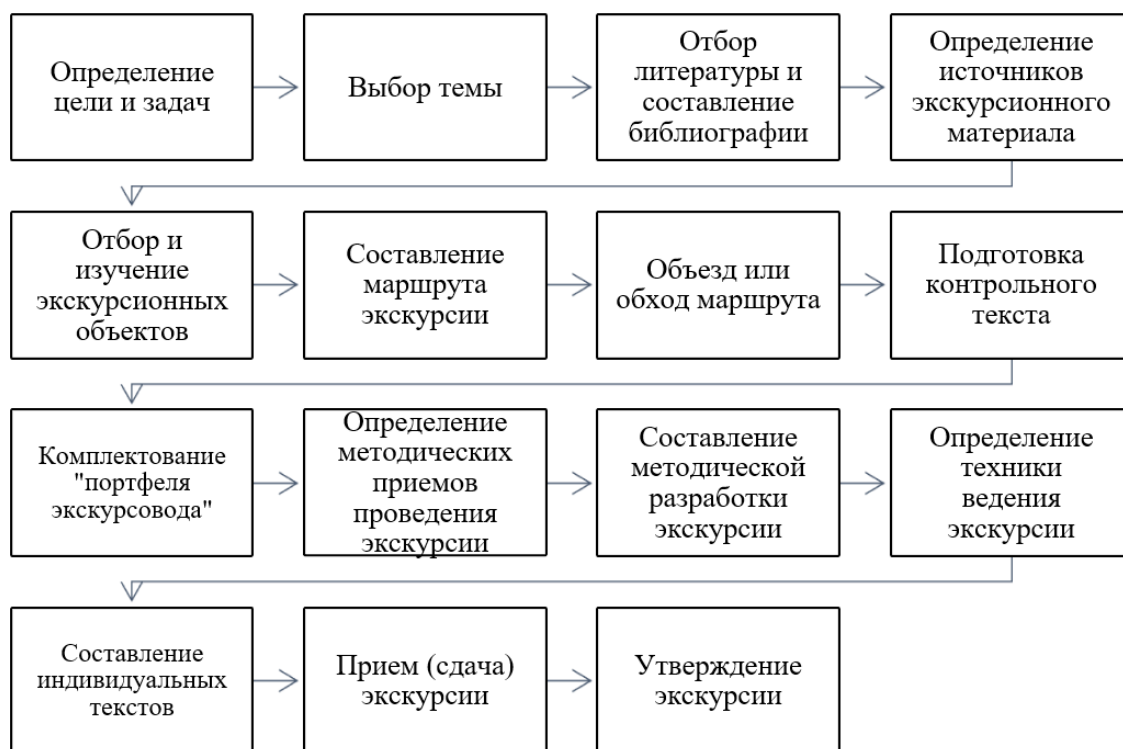 Определение
цели и задач
Выбор темы
Отбор
литературы и
составление
библиографии
Определение
источников
экскурсионного
материала
Отбор и
изучение
экскурсионных
объектов
Составление
маршрута
экскурсии
Объезд или
обход маршрута
Подготовка
контрольного
текста
Комплектование
"портфеля
экскурсовода"
Определение
методических
приемов
проведения
экскурсии
Составление
методической
разработки
экскурсии
Определение
техники
ведения
экскурсии
Составление
индивидуальных
текстов
Прием (сдача)
экскурсии
Утверждение
экскурсии